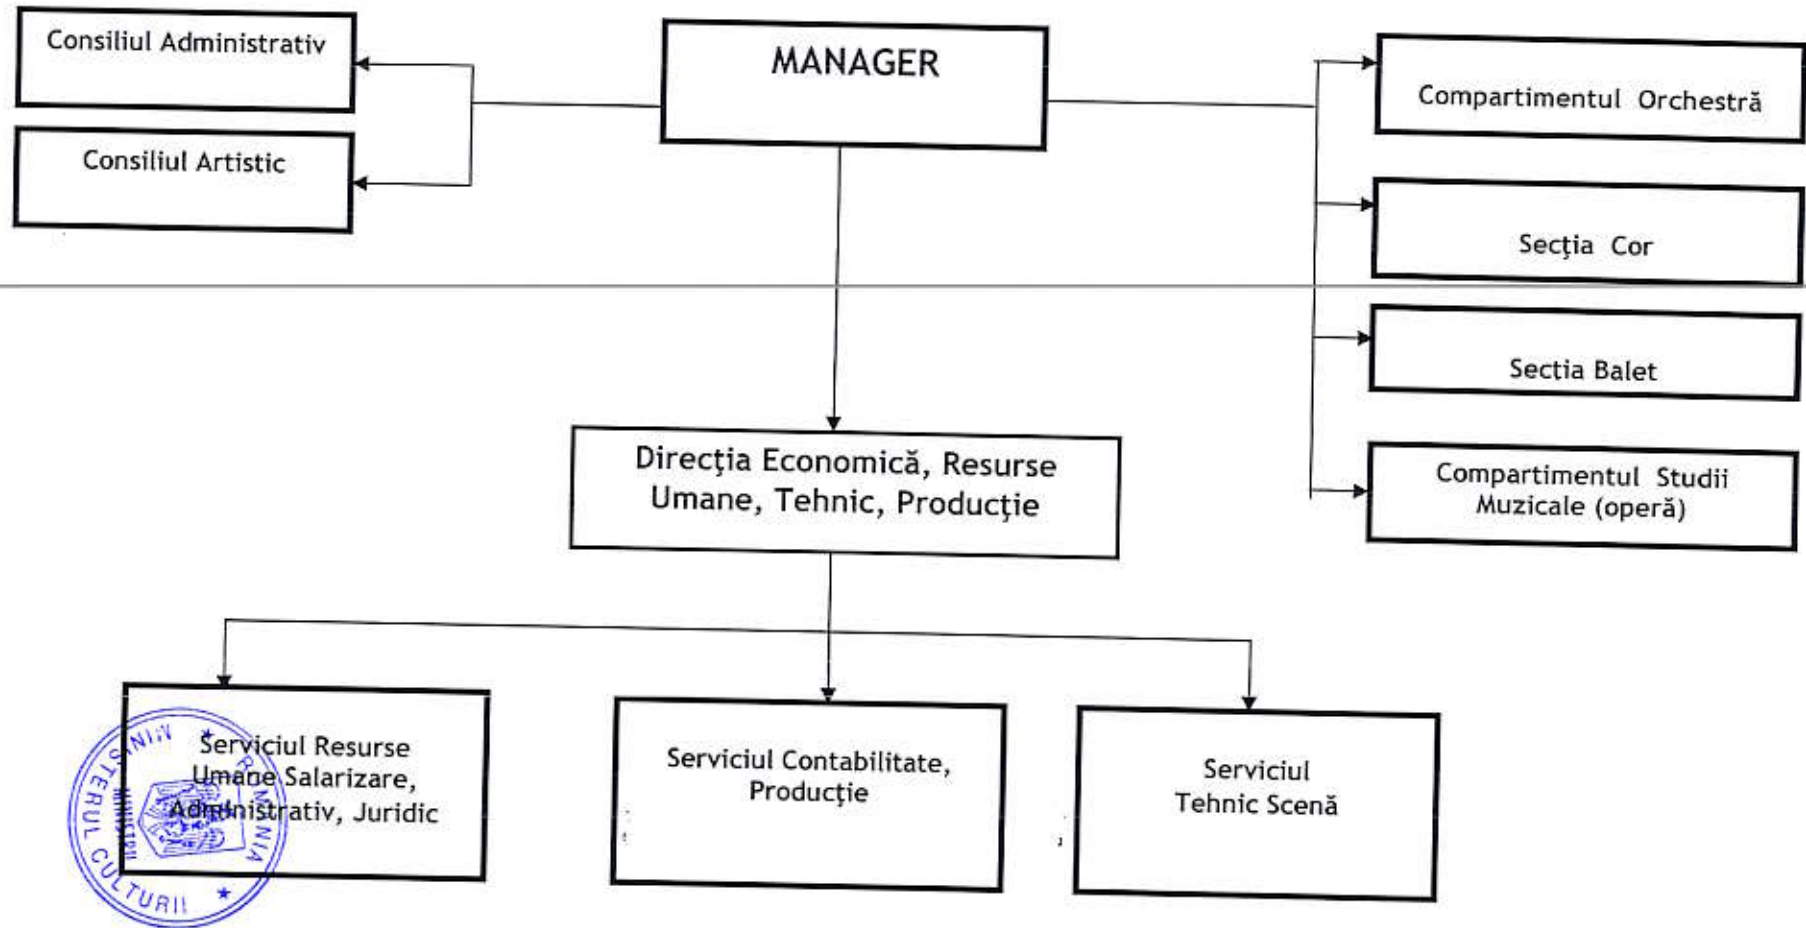 Consiliul Administrativ
MANAGER
Compartimentul Orchestră
Consiliul Artistic
Secţia Cor
Secţia Balet
Direcţia Economică, Resurse
Umane, Tehnic, Producţie
Compartimentul Studii
Muzicale (operă)
Serviciul Resurse
Umane Salarizare,
Administrativ, Juridic
Serviciul Contabilitate,
Producţie
Serviciul
Tehnic Scenă
ROMÂNIA
MINISTERUL CULTURII